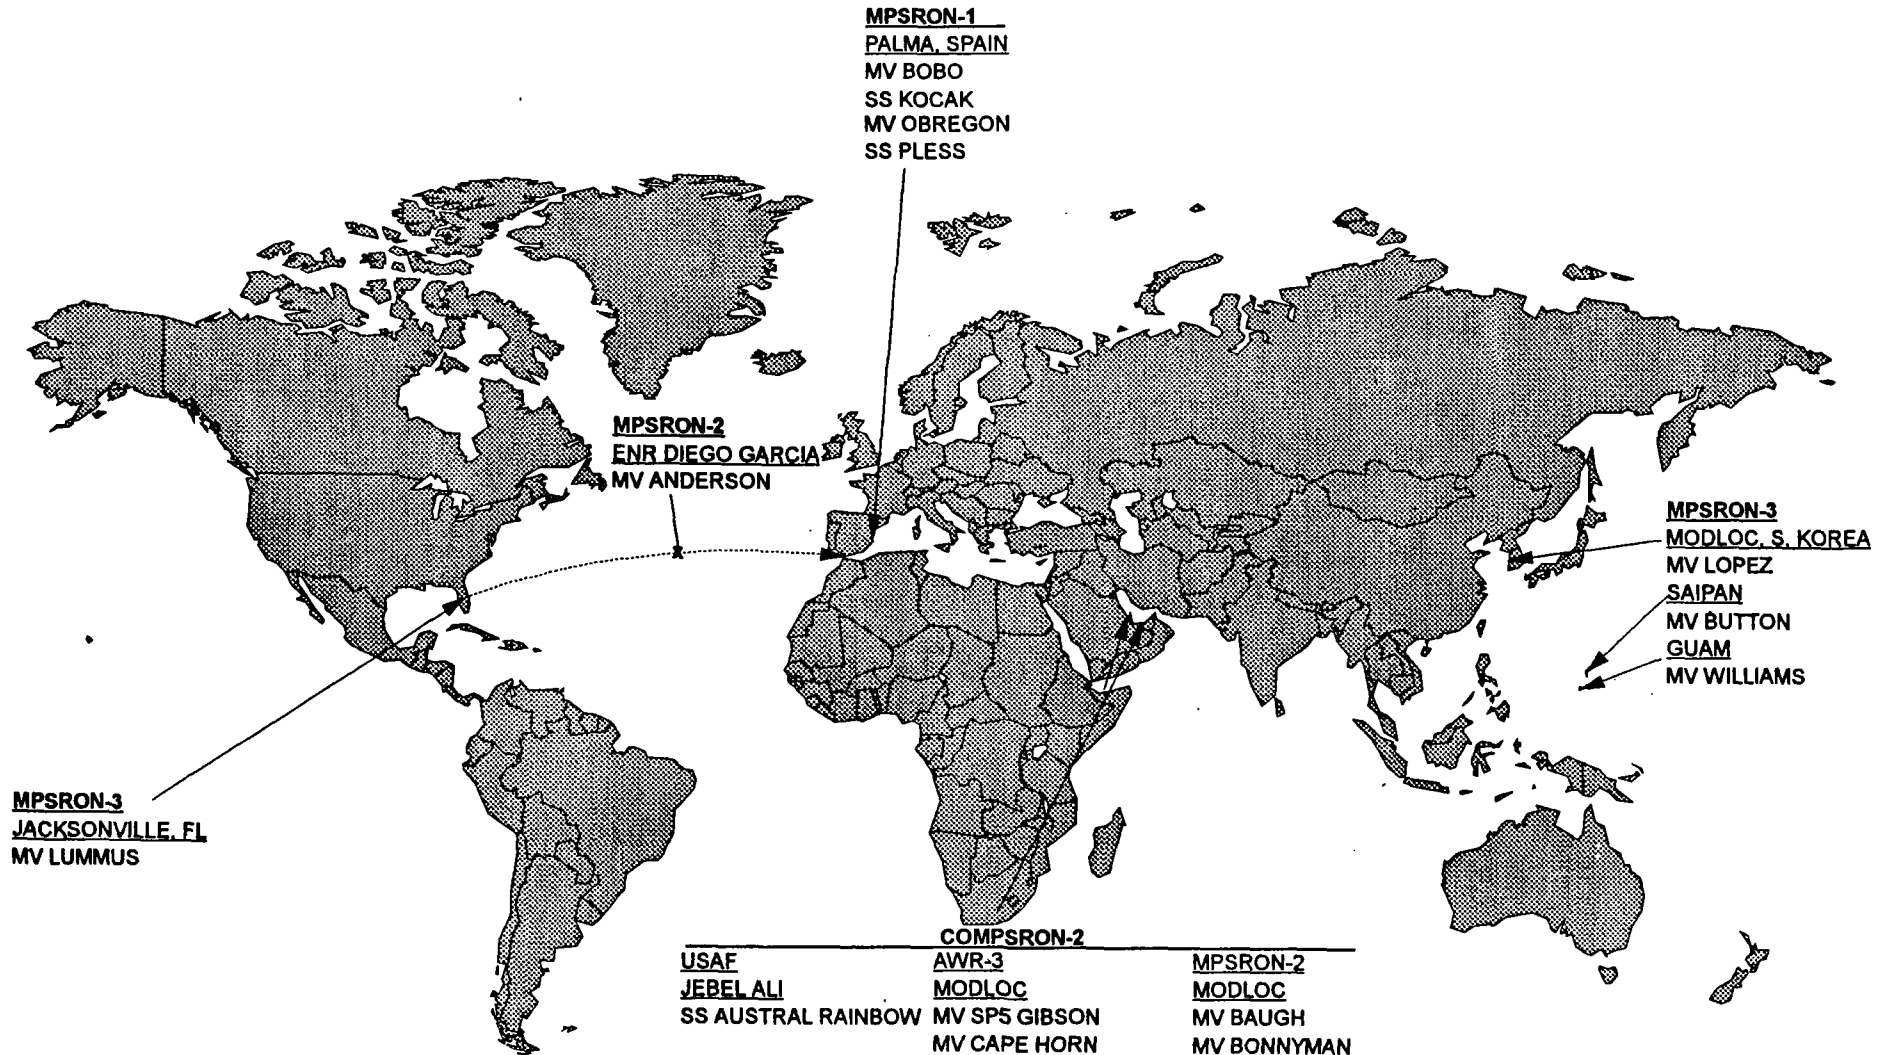 MPSRON-1
PALMA, SPAIN
MV BOBO
SS KOCAK
MV OBREGON
SS PLESS
MPSRON-2
ENR DIEGO GARCIA
MV ANDERSON
MPSRON-3
MODLOC, S. KOREA
MV LOPEZ
SAIPAN
MV BUTTON
GUAM
MV WILLIAMS
MPSRON-3
JACKSONVILLE, FL
MV LUMMUS
COMPSRON-2
USAF
JEBEL ALI
SS AUSTRAL RAINBOW
AWR-3
MODLOC
MV SP5 GIBSON
MV CAPE HORN
MPSRON-2
MODLOC
MV BAUGH
MV BONNYMAN